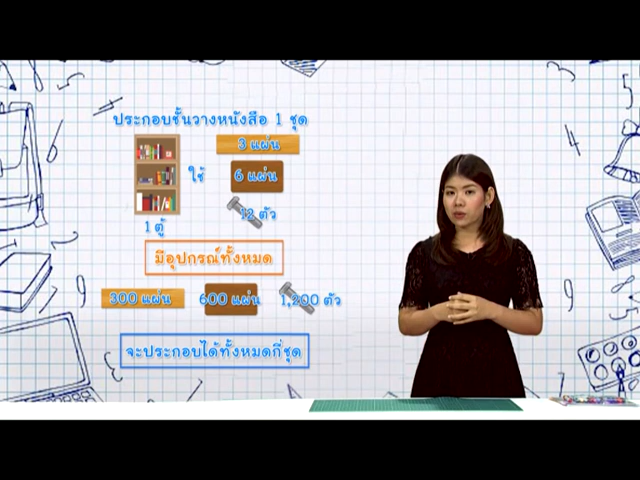 ประกอบชั้นวางหนังสือ 1 ชุด
3 แผ่น
ใช้ 6 แผ่น
12 ตัว
1 ตู้
มีอุปกรณ์ทั้งหมด
300 แผ่น 600 แผ่น 1,200 ตัว
จะประกอบได้ทั้งหมดกี่ชุด